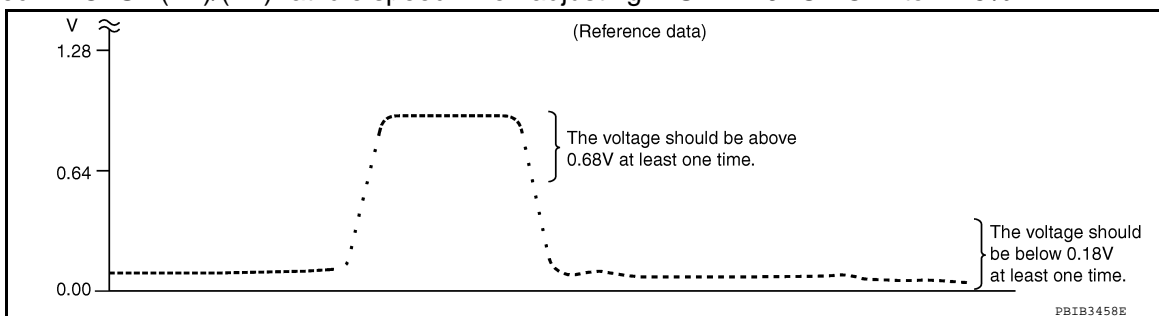 V
(Reference data)
1.28
The voltage should be above
0.68V at least one time.
0.64
The voltage should
be below 0.18V
at least one time.
0.00
PBIB3458E